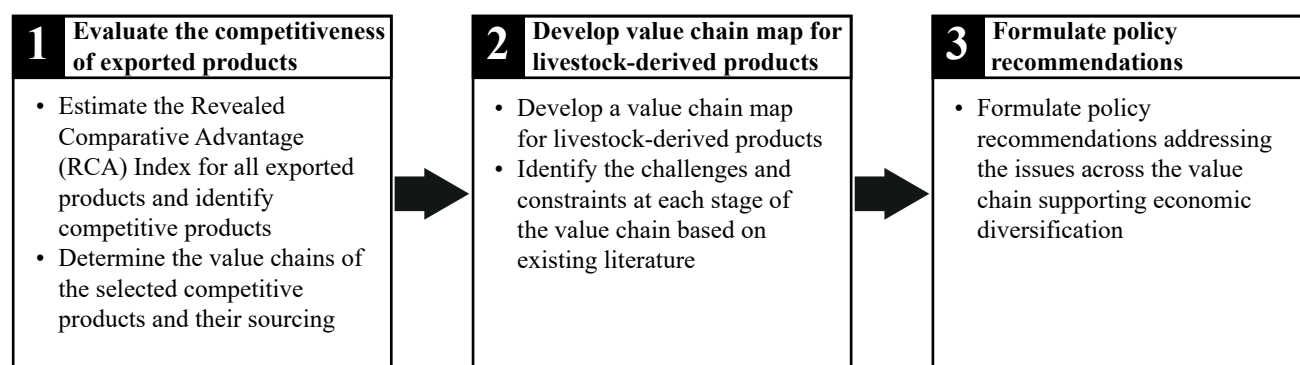 1
Evaluate the competitiveness
of exported products
• Estimate the Revealed
Comparative Advantage
(RCA) Index for all exported
products and identify
competitive products
• Determine the value chains of
the selected competitive
products and their sourcing
2
Develop value chain map for
livestock-derived products
• Develop a value chain map
for livestock-derived products
• Identify the challenges and
constraints at each stage of
the value chain based on
existing literature
3
Formulate policy
recommendations
• Formulate policy
recommendations addressing
the issues across the value
chain supporting economic
diversification